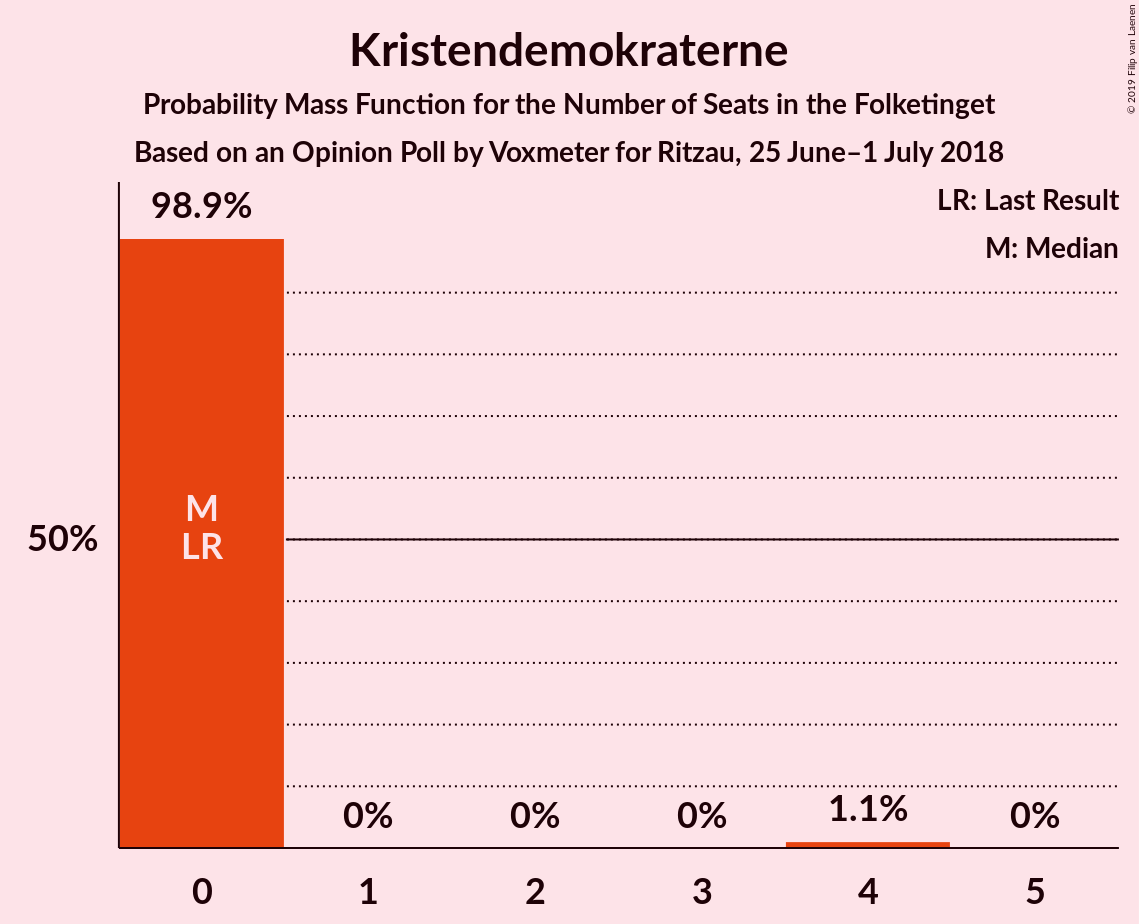 Kristendemokraterne
Probability Mass Function for the Number of Seats in the Folketinget
Based on an Opinion Poll by Voxmeter for Ritzau, 25 June–1 July 2018
© 2019 Filip van Laenen
LR: Last Result
M: Median
98.9%
M
LR
50%
0%
0%
0%
1.1%
0%
0
1
2
3
4
5